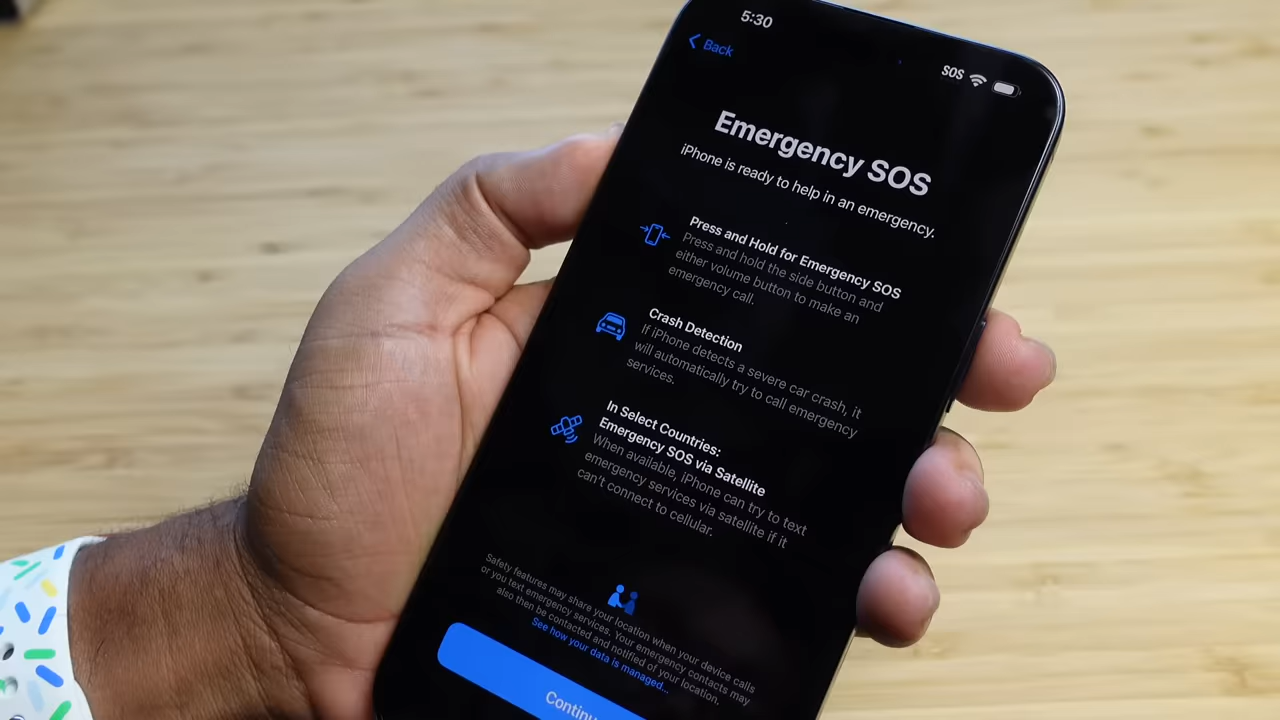 5:30
SOS
Back
Emergency SOS
iPhone is ready to help in an emergency.
Press and Hold for Emergency SOS
Press and hold the side button and
either volume button to make an
emergency call.
Crash Detection
If iPhone detects a severe car crash, it
will automatically try to call emergency
services.
In Select Countries:
Emergency SOS via Satellite
When available, iPhone can try to text
emergency services via satellite if it
can't connect to cellular.
Safety features may share your location when your device calls
or you text emergency services. Your emergency contacts may
also then be contacted and notified of your location.
See how your data is managed...
Continu